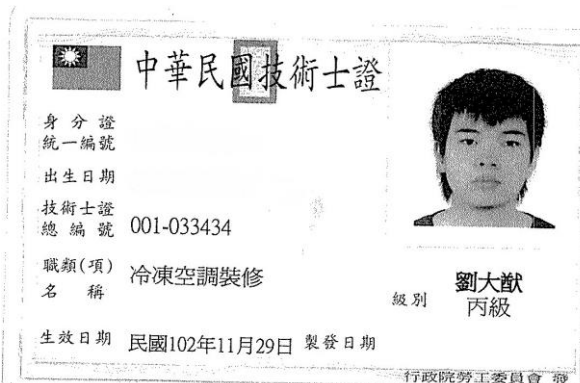 中華民國技術士證
身分證
統一編號
出生日期
技術士證
總編號 001-033434
職類(項)
名稱 冷凍空調裝修
劉大猷
級別 丙級
生效日期 民國102年11月29日 製發日期
行政院勞工委員會 發